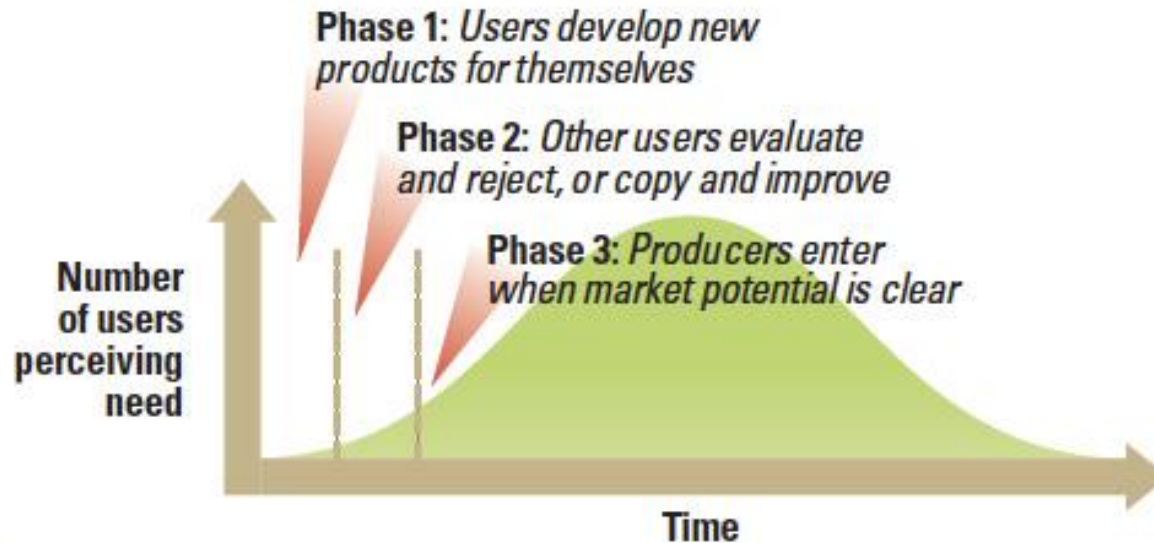 Phase 1: Users develop new
products for themselves
Phase 2: Other users evaluate
and reject, or copy and improve
Phase 3: Producers enter
when market potential is clear
Number
of users
perceiving
need
Time